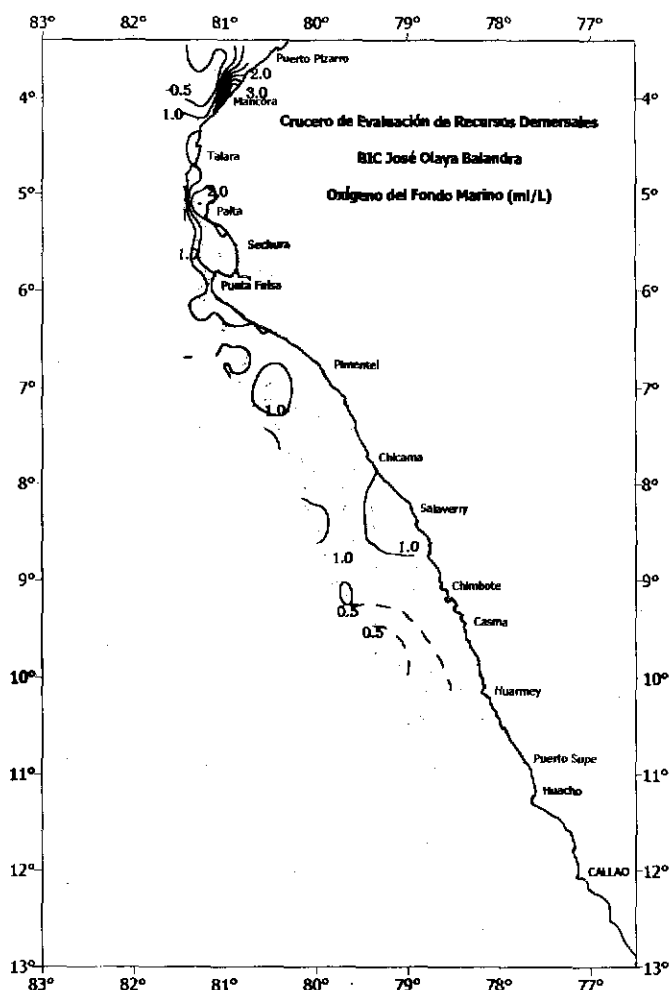 83° 82° 81° 80° 79° 78° 77°
Puerto Pizarro
2.0
-0.5
3.0
4° 4°
Mancora
1.0
Crucero de Evaluación de Recursos Demersales
Talara
BIC José Olaya Balandra
5° 2.0 5°
Oxígeno del Fondo Marino (ml/L)
Paita
Sechura
1.0
6° 6°
Punta Falsa
Pimentel
7° 7°
1.0
Chicama
8° 8°
Salaverry
1.0
1.0
9° Chimbote 9°
0.5
Casma
0.5
10° 10°
Huarmey
Puerto Supe
11° 11°
Huacho
12° CALLAO 12°
13° 13°
83° 82° 81° 80° 79° 78° 77°